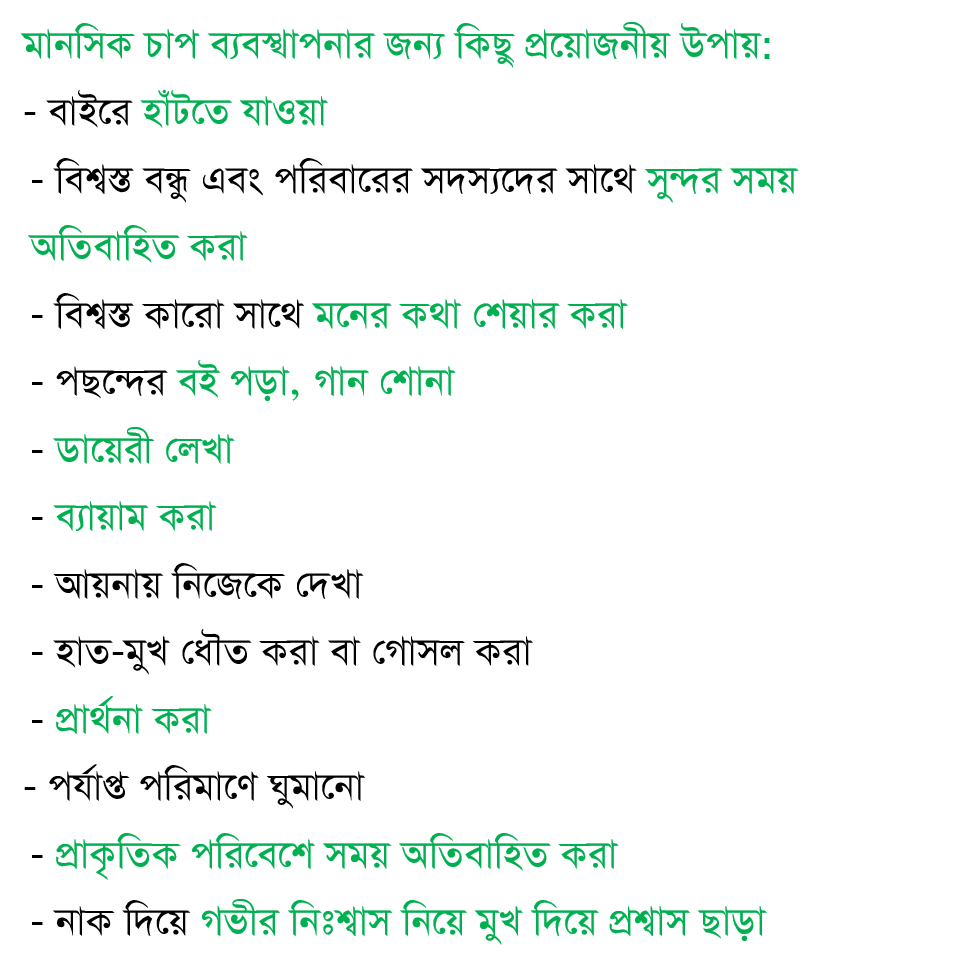 মানসিক চাপ ব্যবস্থাপনার জন্য কিছু প্রয়োজনীয় উপায়:
- বাইরে হাঁটতে যাওয়া
- বিশ্বস্ত বন্ধু এবং পরিবারের সদস্যদের সাথে সুন্দর সময়
অতিবাহিত করা
- বিশ্বস্ত কারো সাথে মনের কথা শেয়ার করা
- পছন্দের বই পড়া, গান শোনা
- ডায়েরী লেখা
- ব্যায়াম করা
- আয়নায় নিজেকে দেখা
- হাত-মুখ ধৌত করা বা গোসল করা
- প্রার্থনা করা
- পর্যাপ্ত পরিমাণে ঘুমানো
- প্রাকৃতিক পরিবেশে সময় অতিবাহিত করা
- নাক দিয়ে গভীর নিঃশ্বাস নিয়ে মুখ দিয়ে প্রশ্বাস ছাড়া